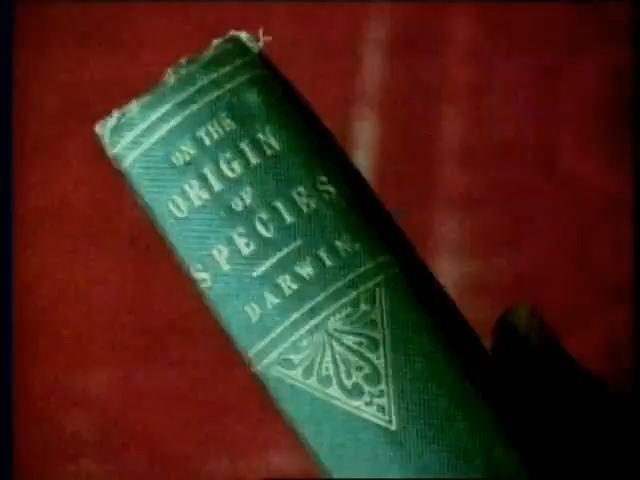 ON THE
ORIGIN
OF
SPECIES
DARWIN.